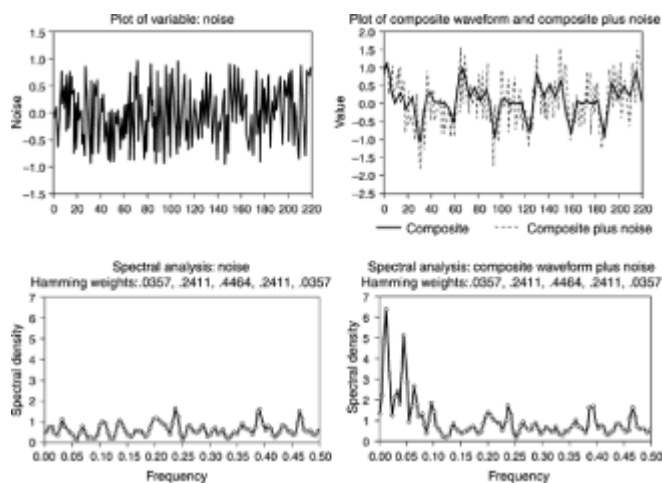 Plot of variable: noise
Noise
1.5
1.0
0.5
0.0
−0.5
−1.0
−1.5
0 20 40 60 80 100 120 140 160 180 200 220
Plot of composite waveform and composite plus noise
Value
2.0
1.5
1.0
0.5
0.0
−0.5
−1.0
−1.5
−2.0
−2.5
0 20 40 60 80 100 120 140 160 180 200 220
Composite
Composite plus noise
Spectral analysis: noise
Hamming weights:.0357, .2411, .4464, .2411, .0357
Spectral density
7
6
5
4
3
2
1
0
0.00 0.05 0.10 0.15 0.20 0.25 0.30 0.35 0.40 0.45 0.50
Frequency
Spectral analysis: composite waveform plus noise
Hamming weights:.0357, .2411, .4464, .2411, .0357
Spectral density
7
6
5
4
3
2
1
0
0.00 0.05 0.10 0.15 0.20 0.25 0.30 0.35 0.40 0.45 0.50
Frequency